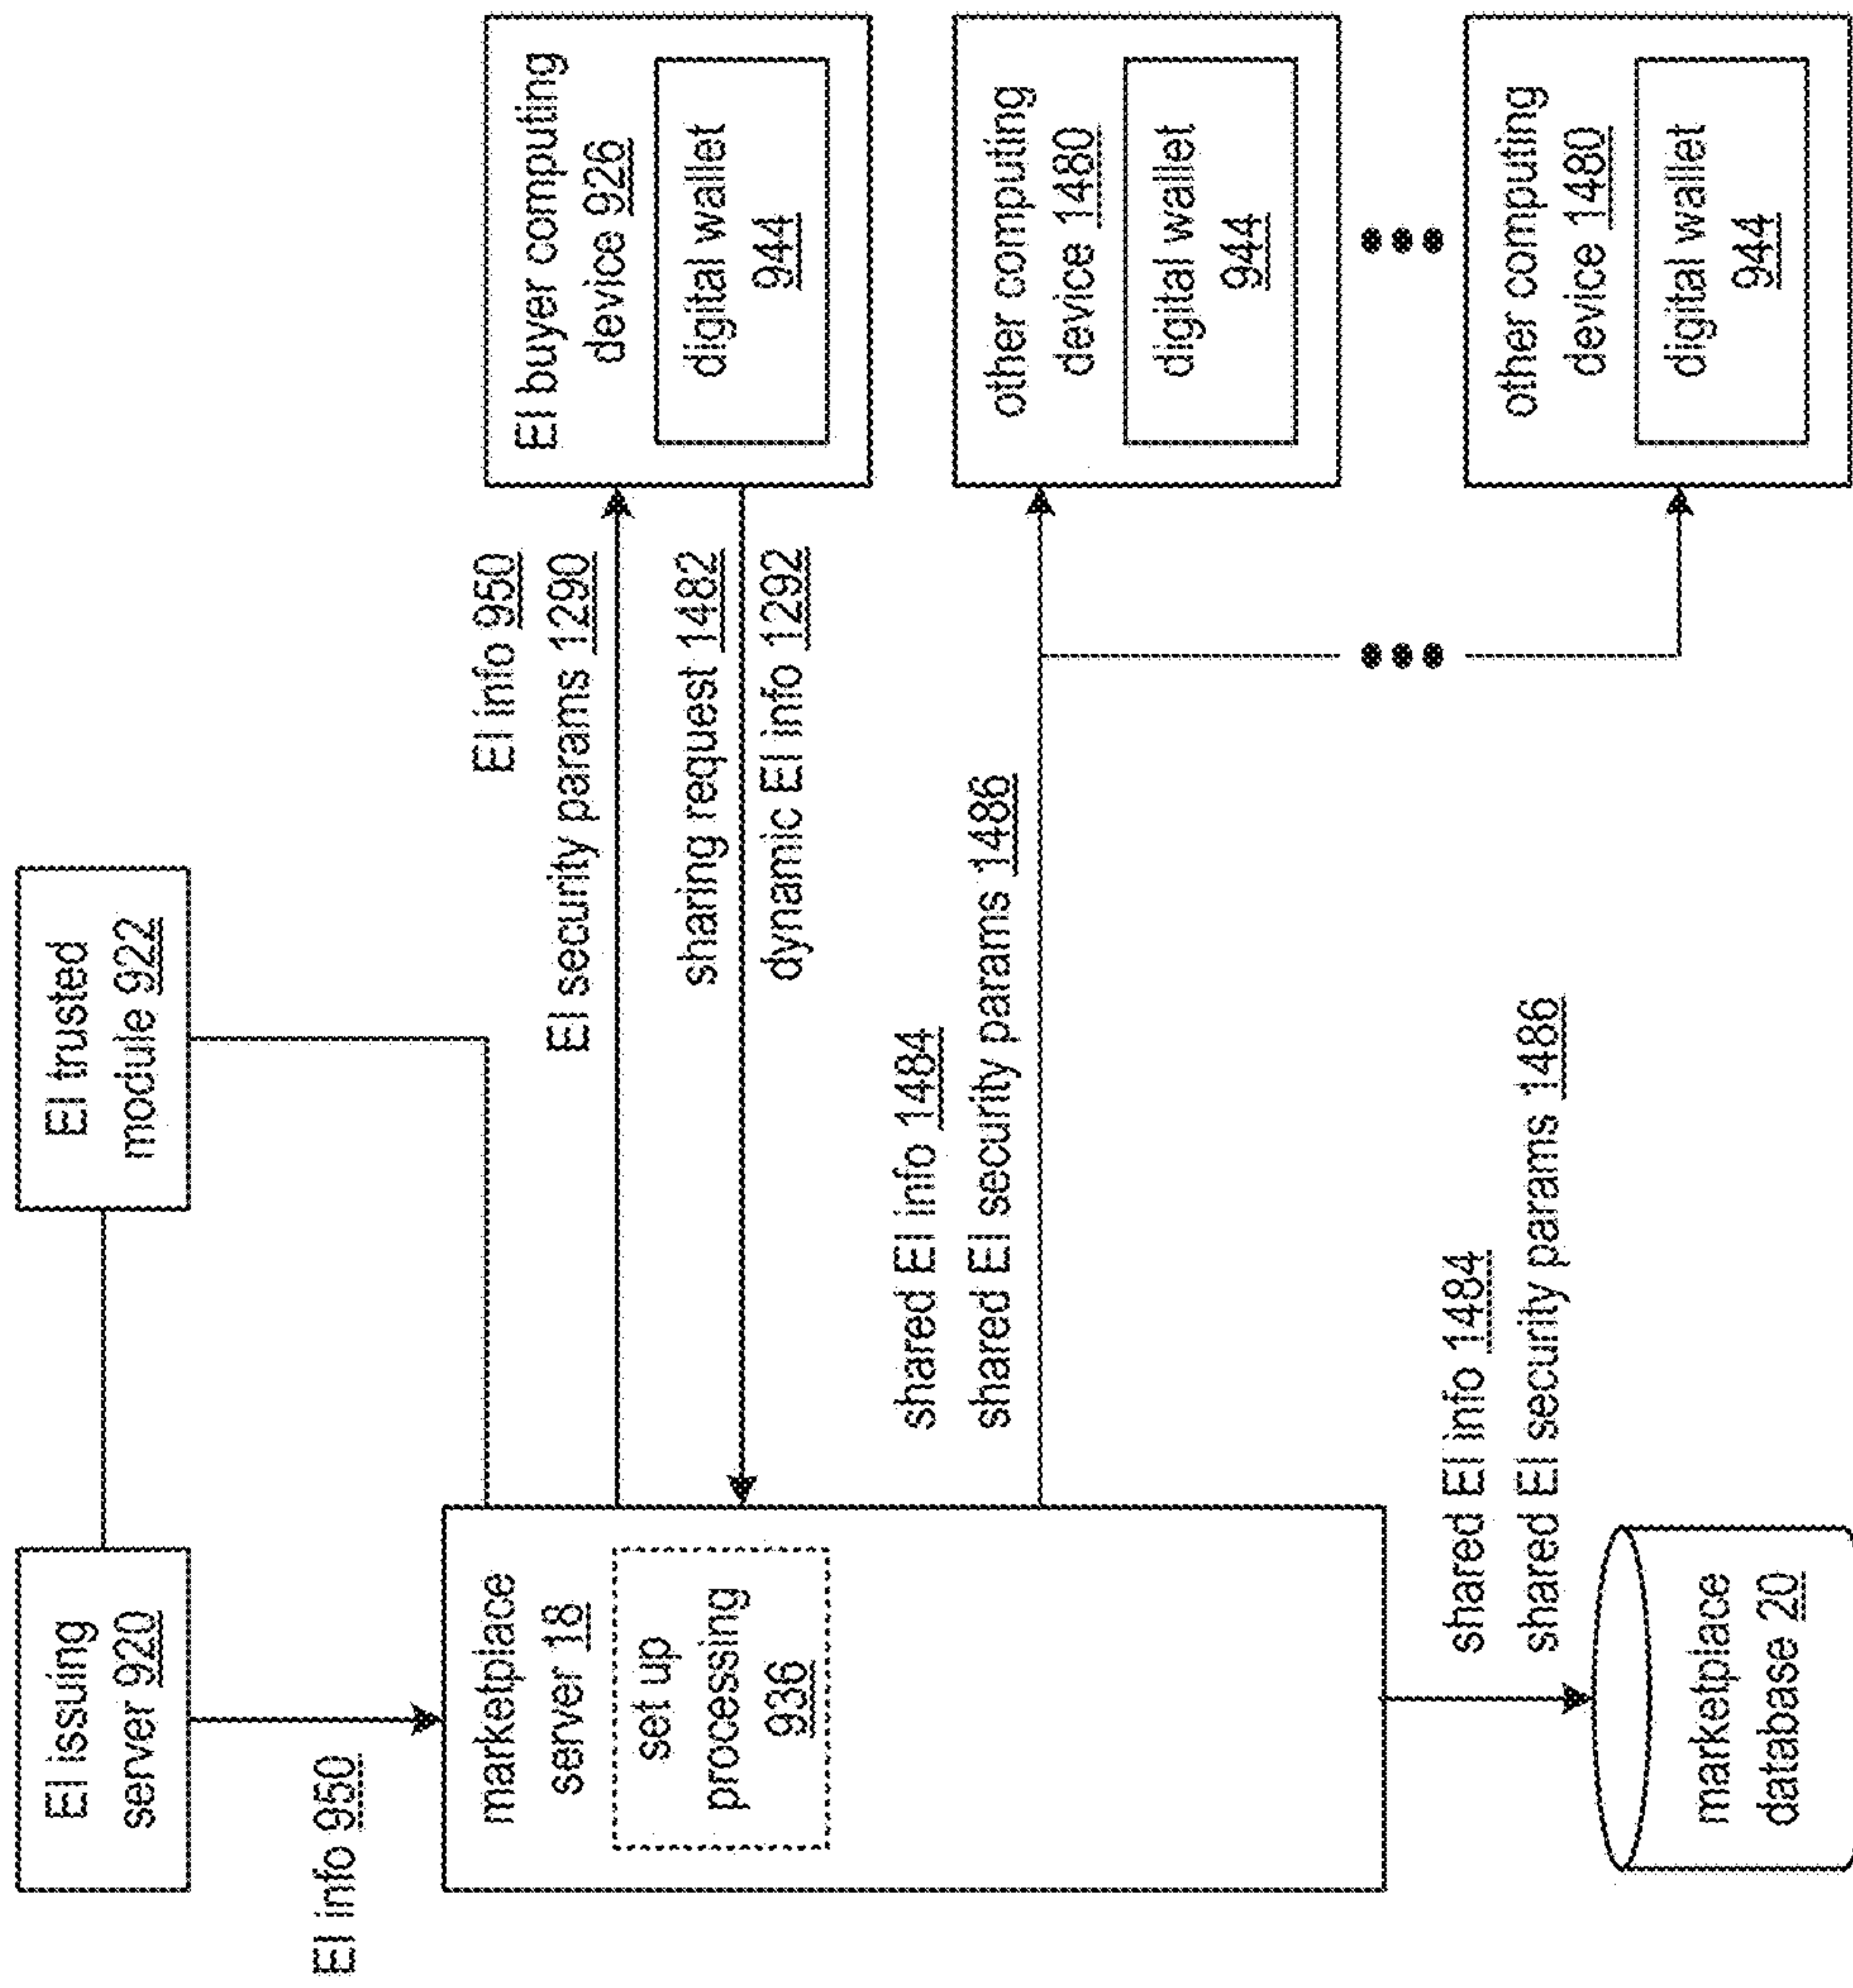 EI issuing
server 920
EI trusted
module 922
EI info 950
marketplace
server 18
set up
processing
936
EI info 950
EI security params 1290
sharing request 1482
dynamic EI info 1292
EI buyer computing
device 926
digital wallet
944
shared EI info 1484
shared EI security params 1486
other computing
device 1480
digital wallet
944
other computing
device 1480
digital wallet
944
shared EI info 1484
shared EI security params 1486
marketplace
database 20